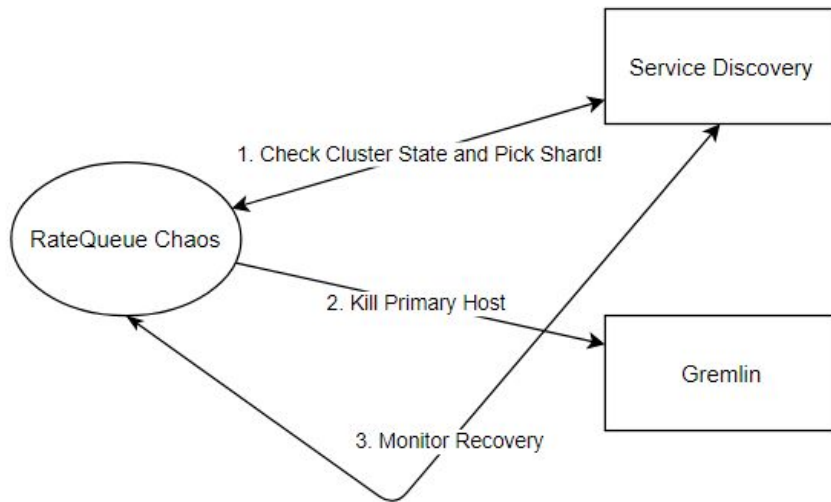 Service Discovery
1. Check Cluster State and Pick Shard!
RateQueue Chaos
2. Kill Primary Host
Gremlin
3. Monitor Recovery